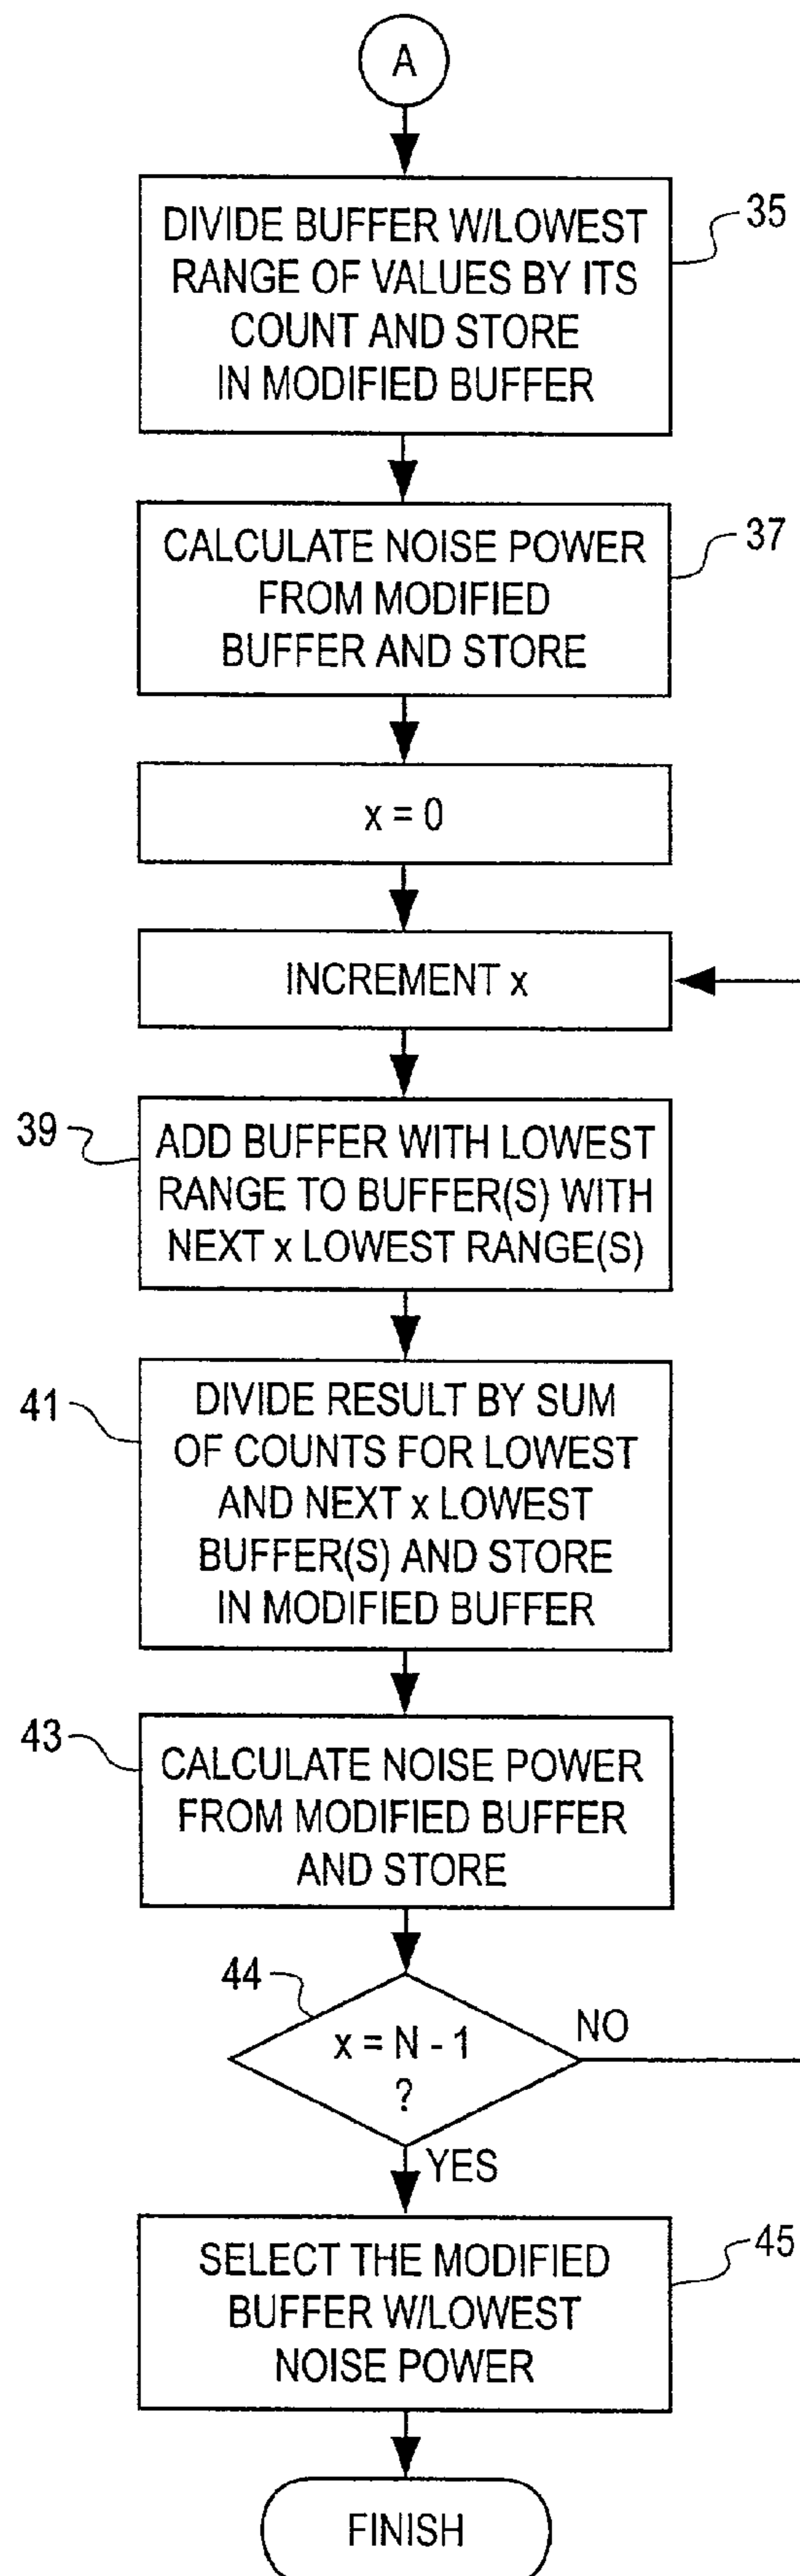 A
DIVIDE BUFFER W/LOWEST
RANGE OF VALUES BY ITS
COUNT AND STORE
IN MODIFIED BUFFER
35
CALCULATE NOISE POWER
FROM MODIFIED
BUFFER AND STORE
37
x = 0
INCREMENT x
39
ADD BUFFER WITH LOWEST
RANGE TO BUFFER(S) WITH
NEXT x LOWEST RANGE(S)
41
DIVIDE RESULT BY SUM
OF COUNTS FOR LOWEST
AND NEXT x LOWEST
BUFFER(S) AND STORE
IN MODIFIED BUFFER
43
CALCULATE NOISE POWER
FROM MODIFIED BUFFER
AND STORE
44
x = N - 1
?
NO
YES
SELECT THE MODIFIED
BUFFER W/LOWEST
NOISE POWER
45
FINISH